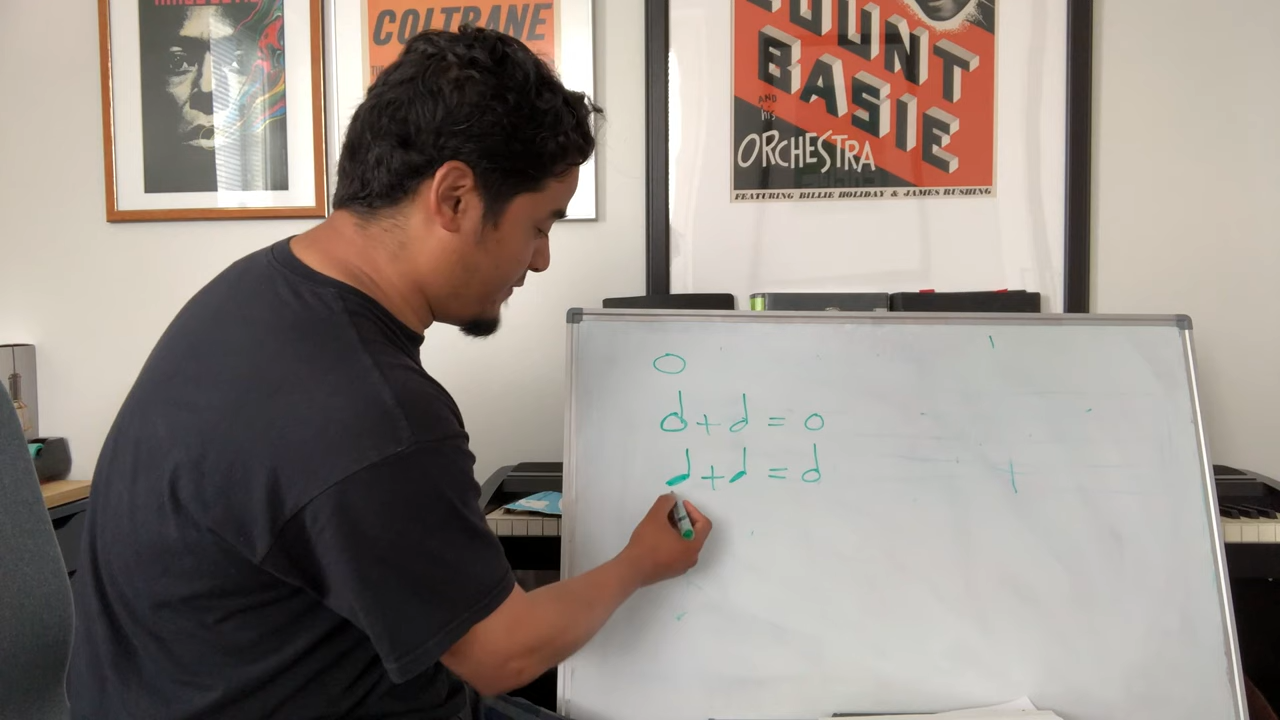 COLTRANE
COUNT
BASIE
AND
his
ORCHESTRA
FEATURING BILLIE HOLIDAY & JAMES RUSHING
𝅝
𝅗𝅥 + 𝅗𝅥 = 𝅝
𝅘𝅥 + 𝅘𝅥 = 𝅗𝅥